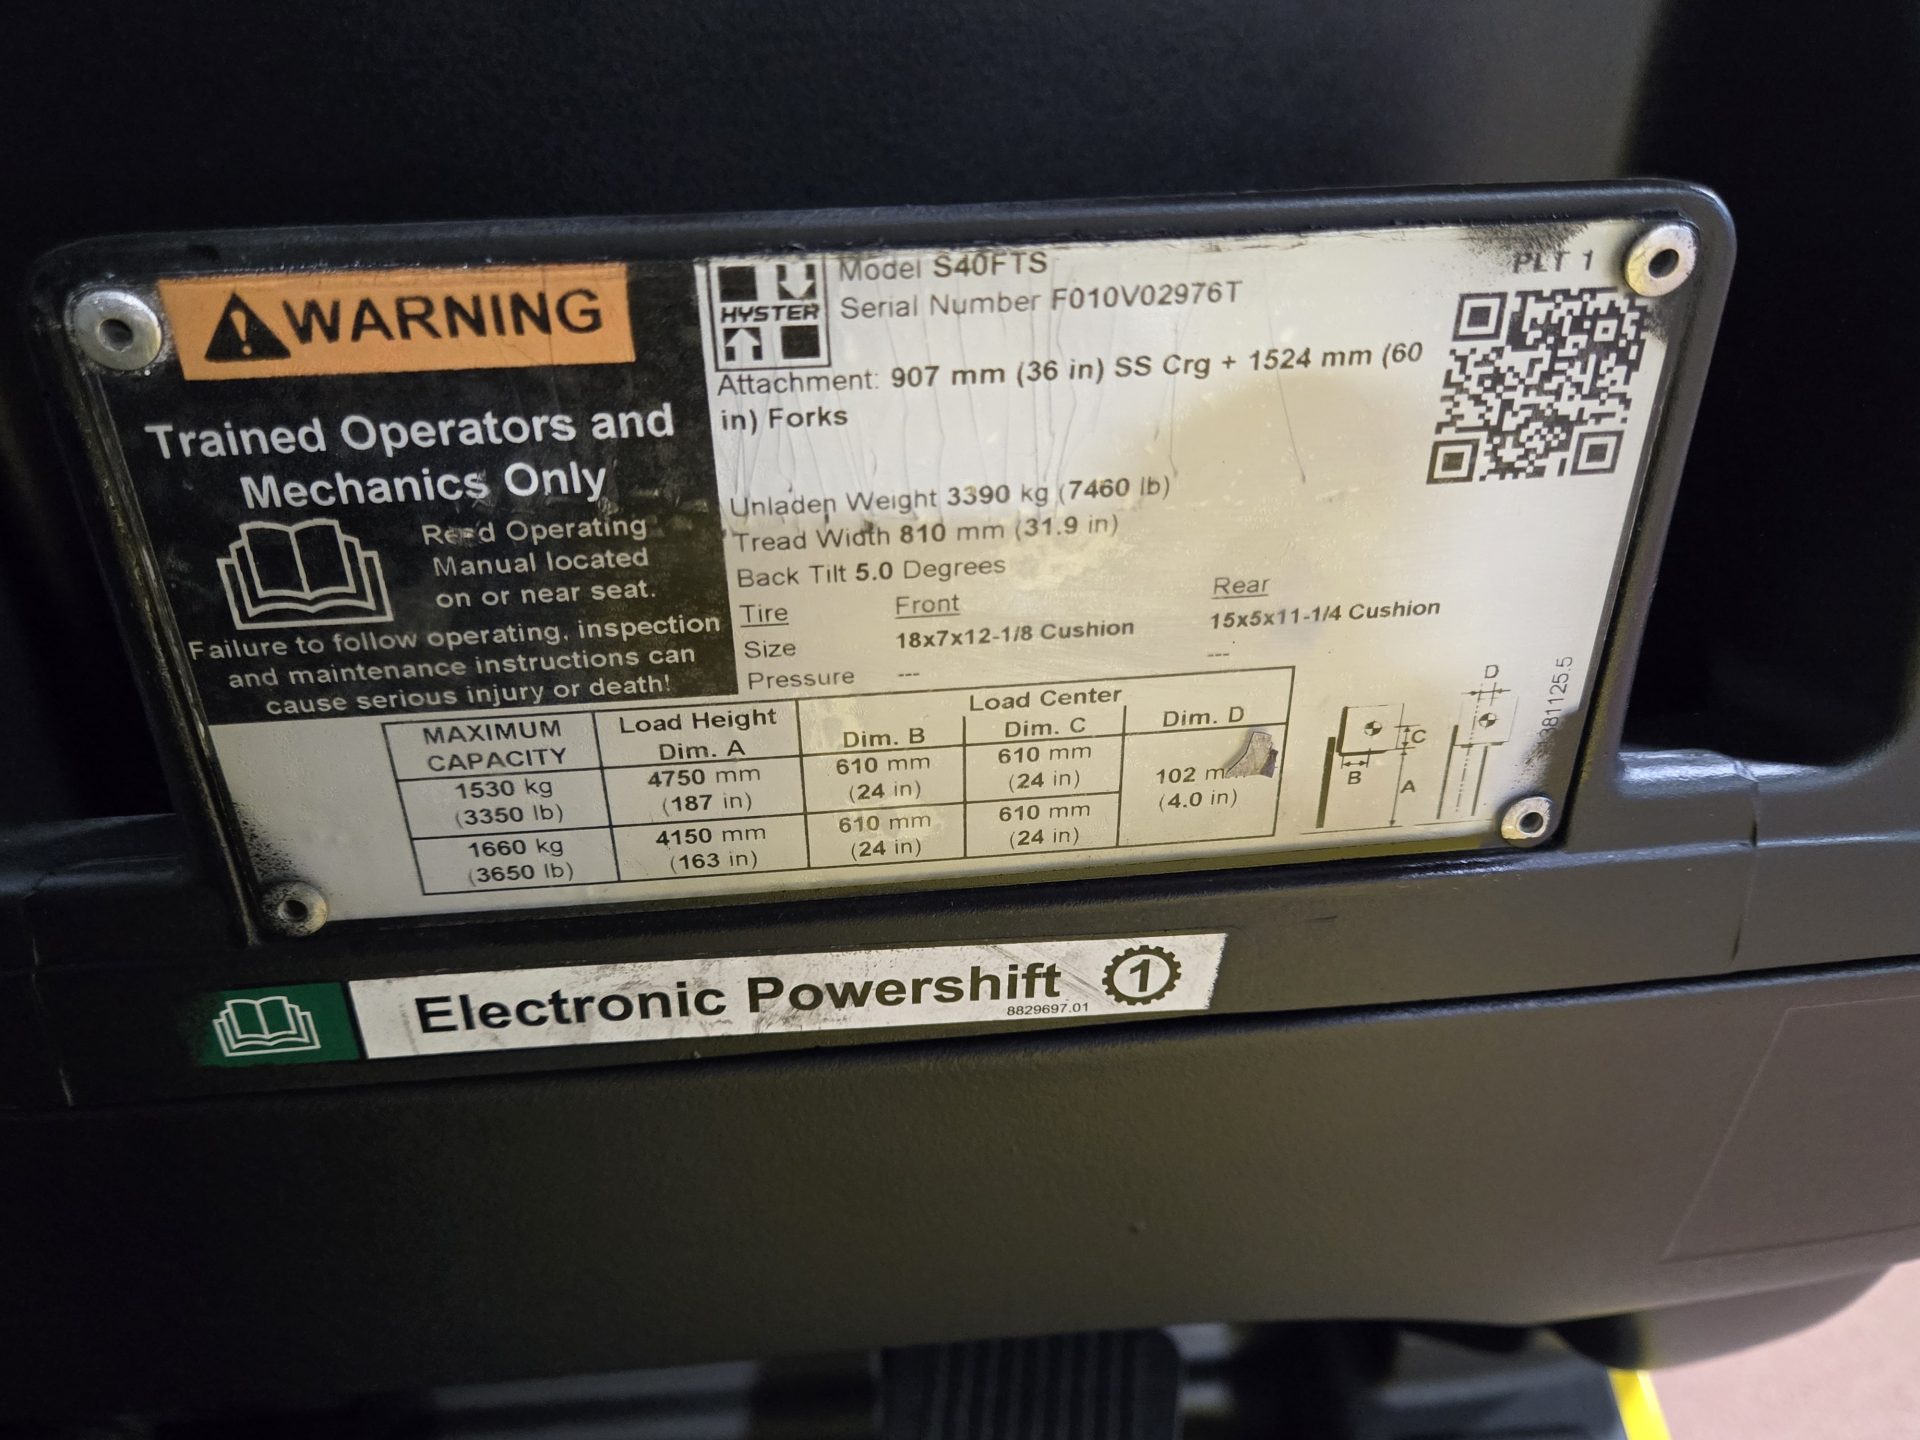 WARNING
Trained Operators and
Mechanics Only
Read Operating
Manual located
on or near seat.
Failure to follow operating, inspection
and maintenance instructions can
cause serious injury or death!
HYSTER
Model S40FTS
Serial Number F010V02976T
PLT 1
Attachment: 907 mm (36 in) SS Crg + 1524 mm (60
in) Forks
Unladen Weight 3390 kg (7460 lb)
Tread Width 810 mm (31.9 in)
Back Tilt 5.0 Degrees
Tire Front Rear
Size 18x7x12-1/8 Cushion 15x5x11-1/4 Cushion
Pressure --- ---
MAXIMUM
CAPACITY
Load Height
Dim. A
Load Center
Dim. B Dim. C Dim. D
1530 kg
(3350 lb)
4750 mm
(187 in)
610 mm
(24 in)
610 mm
(24 in)
102 m
(4.0 in)
1660 kg
(3650 lb)
4150 mm
(163 in)
610 mm
(24 in)
610 mm
(24 in)
B
C
A
D
Electronic Powershift 1
8829697.01